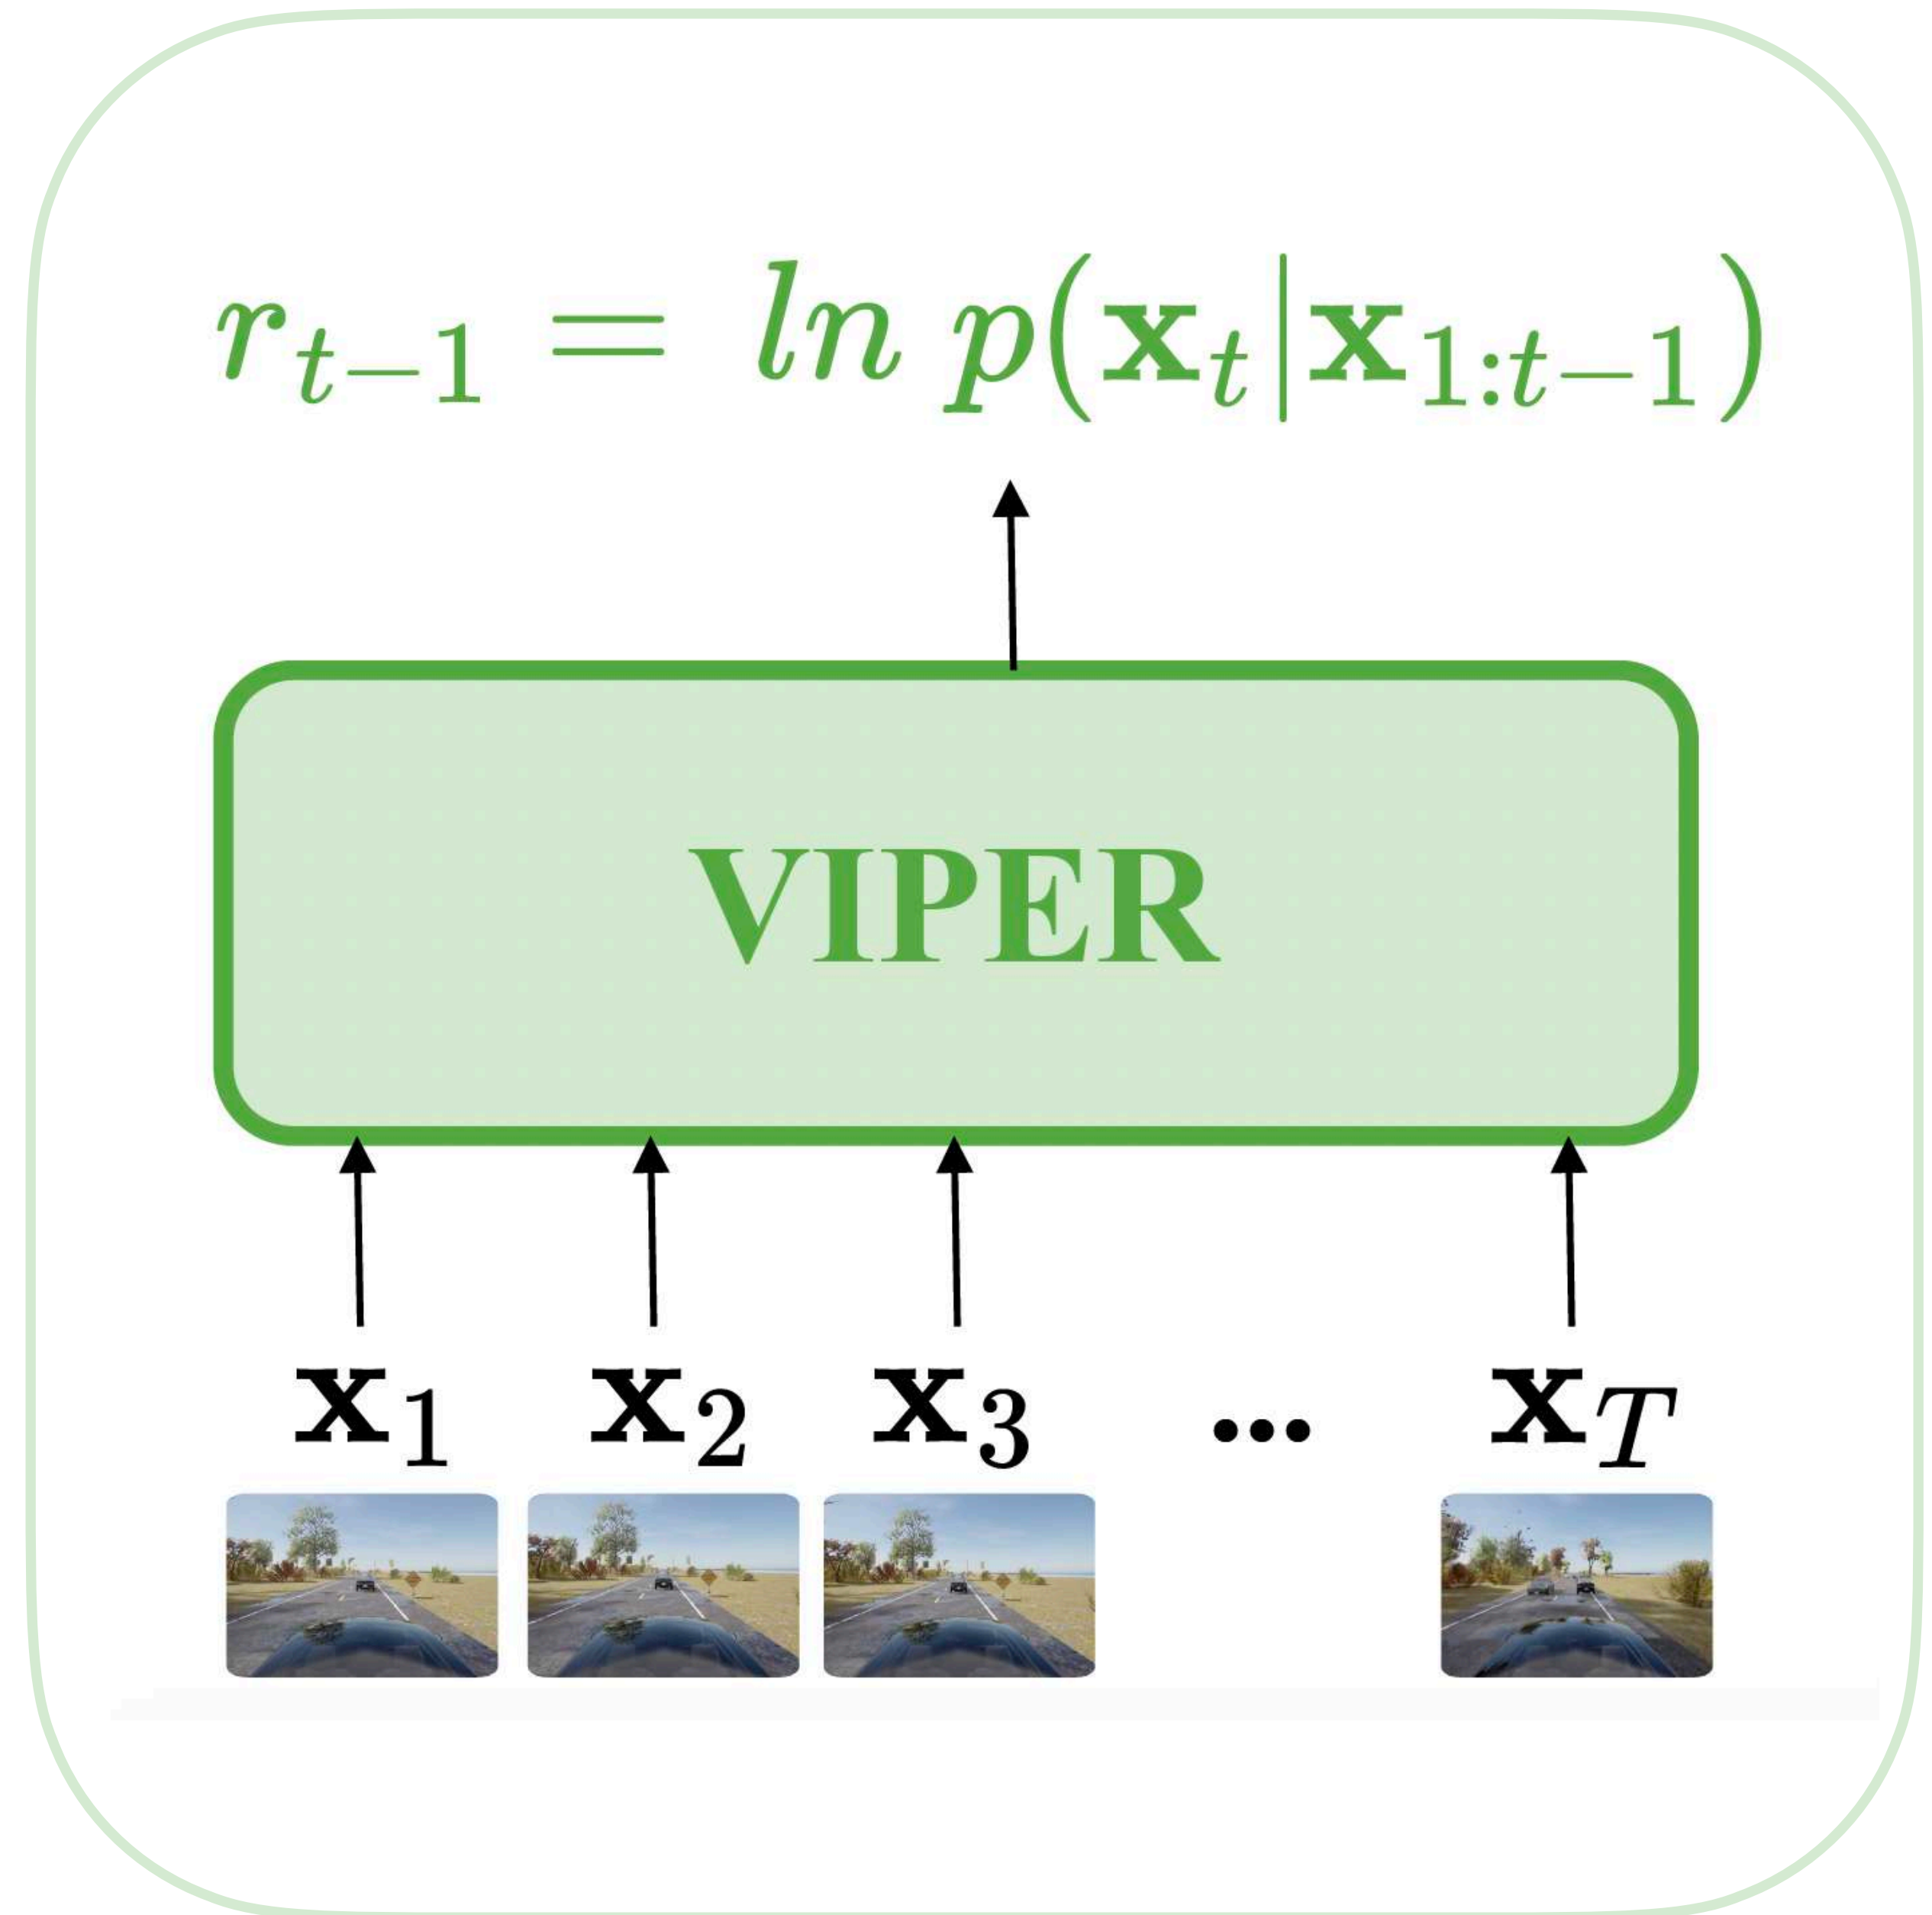 r_{t-1} = ln p(x_t|x_{1:t-1})
VIPER
x_1 x_2 x_3 ... x_T